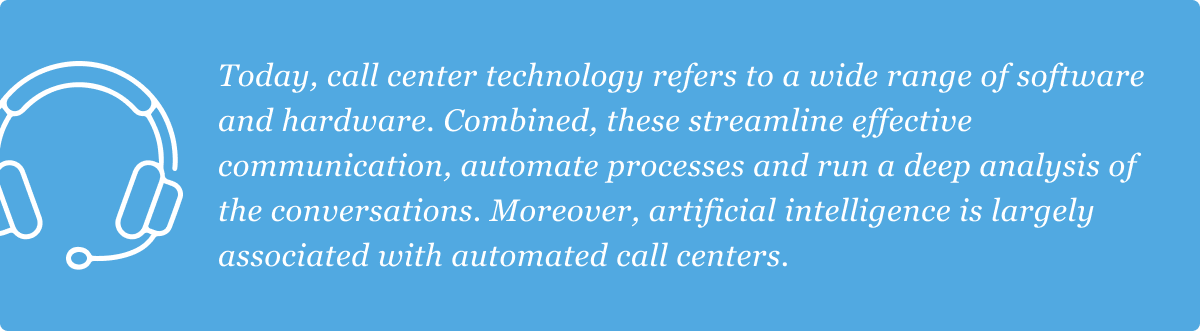 Today, call center technology refers to a wide range of software
and hardware. Combined, these streamline effective
communication, automate processes and run a deep analysis of
the conversations. Moreover, artificial intelligence is largely
associated with automated call centers.